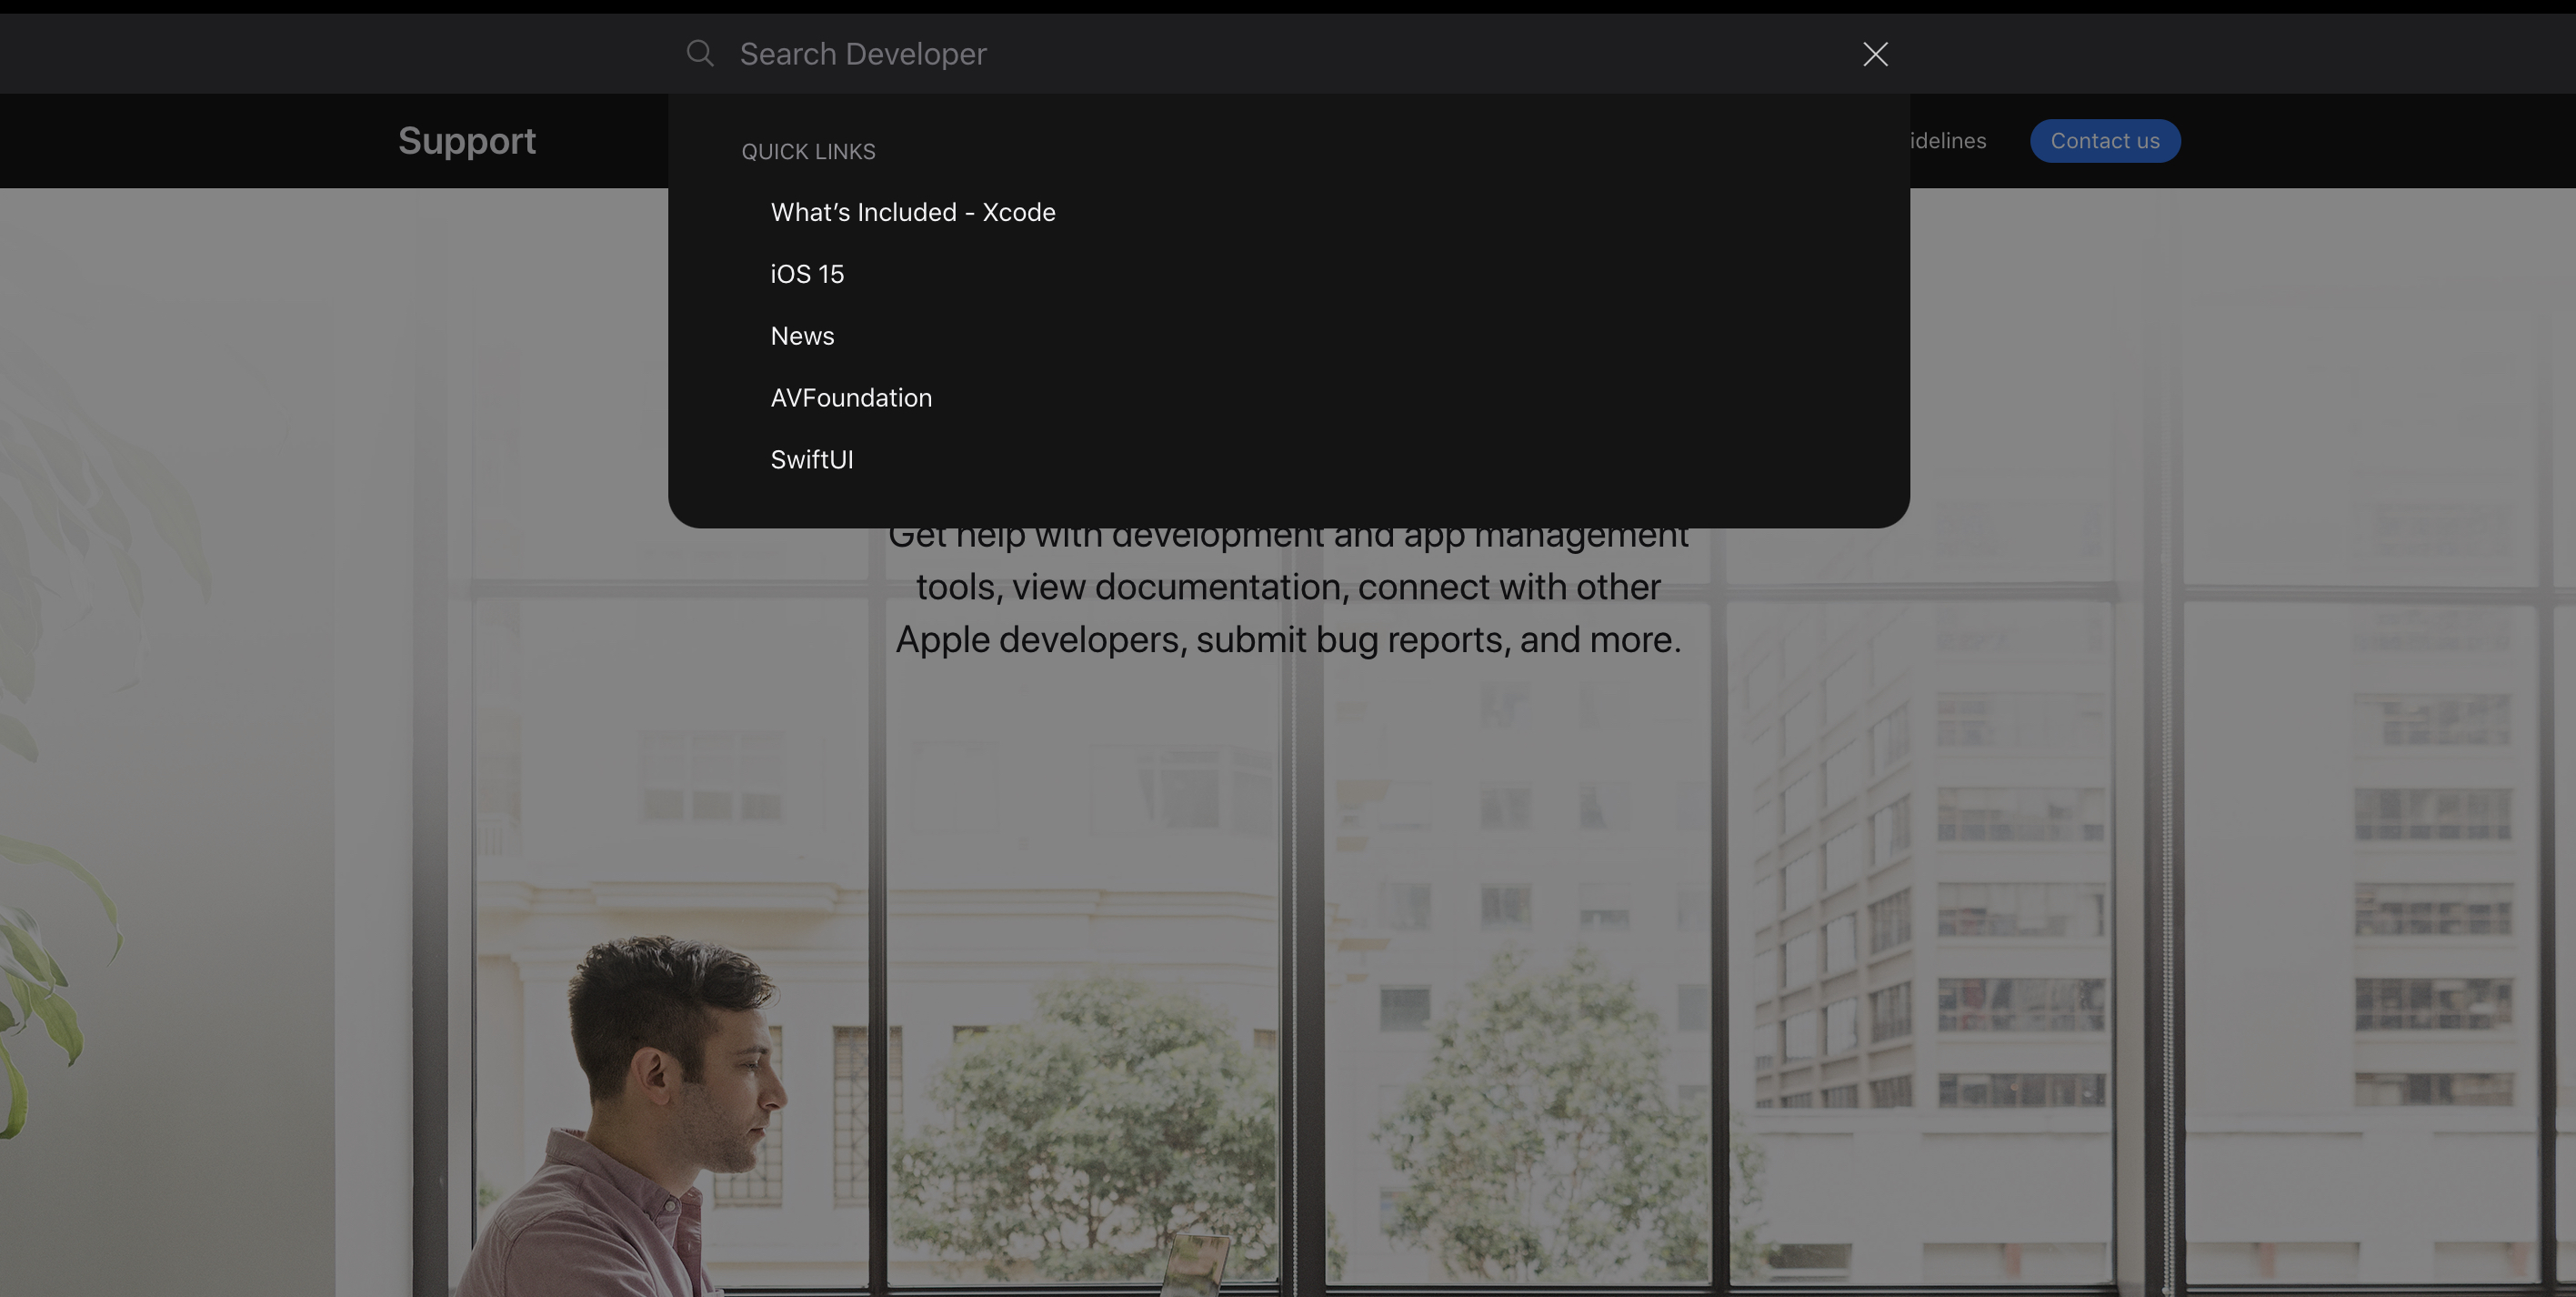 Search Developer
Support
idelines
Contact us
QUICK LINKS
What’s Included - Xcode
iOS 15
News
AVFoundation
SwiftUI
Get help with development and app management
tools, view documentation, connect with other
Apple developers, submit bug reports, and more.